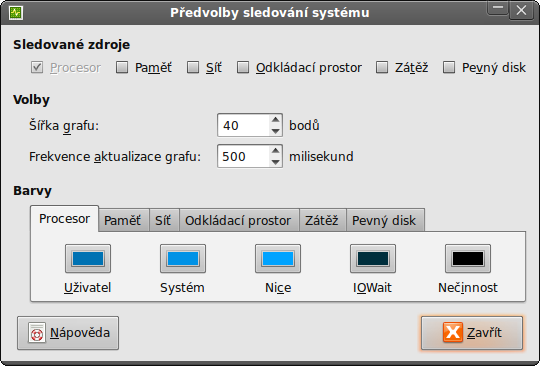 Předvolby sledování systému
Sledované zdroje
Procesor Paměť Síť Odkládací prostor Zátěž Pevný disk
Volby
Šířka grafu: 40 bodů
Frekvence aktualizace grafu: 500 milisekund
Barvy
Procesor Paměť Síť Odkládací prostor Zátěž Pevný disk
Uživatel Systém Nice IOWait Nečinnost
Nápověda Zavřít